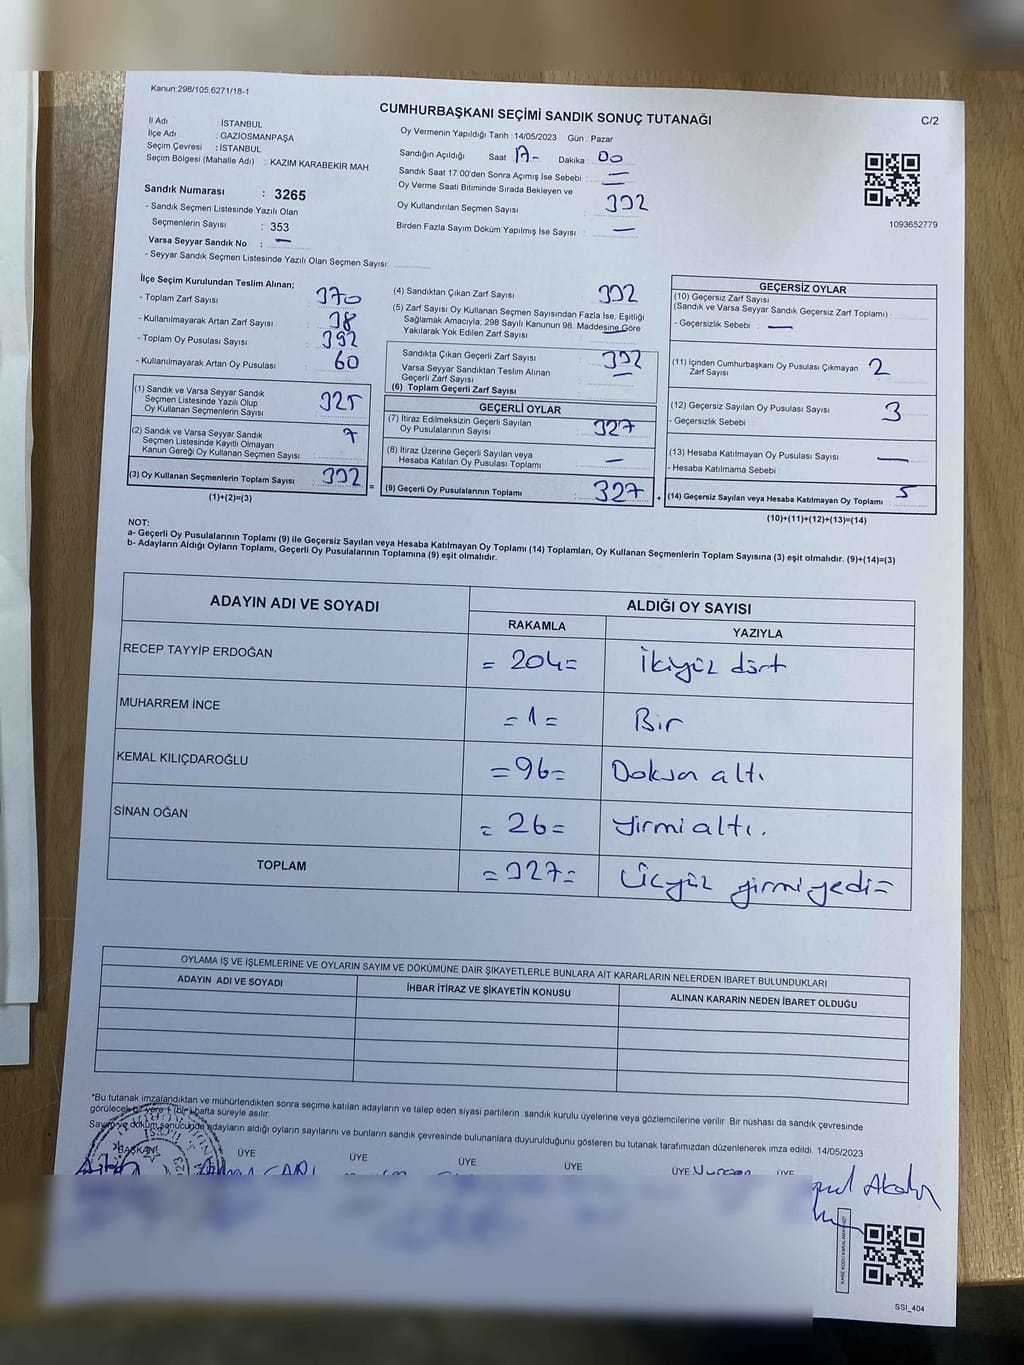 Kanun,298/105,6271/18-1
CUMHURBAŞKANI SEÇİMİ SANDIK SONUÇ TUTANAĞI
C/2
İl Adı : İSTANBUL
İlçe Adı : GAZİOSMANPAŞA
Seçim Çevresi : İSTANBUL
Seçim Bölgesi (Mahalle Adı) : KAZIM KARABEKİR MAH
Sandık Numarası : 3265
- Sandık Seçmen Listesinde Yazılı Olan
Seçmenlerin Sayısı : 353
Varsa Seyyar Sandık No : —
- Seyyar Sandık Seçmen Listesinde Yazılı Olan Seçmen Sayısı:
Oy Vermenin Yapıldığı Tarih :14/05/2023 Gün : Pazar
Sandığın Açıldığı Saat 17- Dakika : 00
Sandık Saat 17:00'den Sonra Açımış İse Sebebi : —
Oy Verme Saati Bitiminde Sırada Bekleyen ve
Oy Kullandırılan Seçmen Sayısı : 332
Birden Fazla Sayım Döküm Yapılmış İse Sayısı : —
1093652779
İlçe Seçim Kurulundan Teslim Alınan;
- Toplam Zarf Sayısı : 370
- Kullanılmayarak Artan Zarf Sayısı : 38
- Toplam Oy Pusulası Sayısı : 392
- Kullanılmayarak Artan Oy Pusulası : 60
(1) Sandık ve Varsa Seyyar Sandık
Seçmen Listesinde Yazılı Olup
Oy Kullanan Seçmenlerin Sayısı : 325
(2) Sandık ve Varsa Seyyar Sandık
Seçmen Listesinde Kayıtlı Olmayan
Kanun Gereği Oy Kullanan Seçmen Sayısı : 7
(3) Oy Kullanan Seçmenlerin Toplam Sayısı : 332
(1)+(2)=(3)
(4) Sandıktan Çıkan Zarf Sayısı : 332
(5) Zarf Sayısı Oy Kullanan Seçmen Sayısından Fazla İse, Eşitliği
Sağlamak Amacıyla; 298 Sayılı Kanunun 98. Maddesine Göre
Yakılarak Yok Edilen Zarf Sayısı : —
Sandıkta Çıkan Geçerli Zarf Sayısı : 332
Varsa Seyyar Sandıktan Teslim Alınan
Geçerli Zarf Sayısı : —
(6) Toplam Geçerli Zarf Sayısı
GEÇERLİ OYLAR
(7) İtiraz Edilmeksizin Geçerli Sayılan
Oy Pusulalarının Sayısı : 327
(8) İtiraz Üzerine Geçerli Sayılan veya
Hesaba Katılan Oy Pusulası Toplamı : —
= (9) Geçerli Oy Pusulalarının Toplamı : 327
GEÇERSİZ OYLAR
(10) Geçersiz Zarf Sayısı
(Sandık ve Varsa Seyyar Sandık Geçersiz Zarf Toplamı) :
- Geçersizlik Sebebi : —
(11) İçinden Cumhurbaşkanı Oy Pusulası Çıkmayan
Zarf Sayısı : 2
(12) Geçersiz Sayılan Oy Pusulası Sayısı : 3
- Geçersizlik Sebebi
(13) Hesaba Katılmayan Oy Pusulası Sayısı : —
- Hesaba Katılmama Sebebi :
+ (14) Geçersiz Sayılan veya Hesaba Katılmayan Oy Toplamı : 5
(10)+(11)+(12)+(13)=(14)
NOT:
a- Geçerli Oy Pusulalarının Toplamı (9) ile Geçersiz Sayılan veya Hesaba Katılmayan Oy Toplamı (14) Toplamları, Oy Kullanan Seçmenlerin Toplam Sayısına (3) eşit olmalıdır. (9)+(14)=(3)
b- Adayların Aldığı Oyların Toplamı, Geçerli Oy Pusulalarının Toplamına (9) eşit olmalıdır.
ADAYIN ADI VE SOYADI ALDIĞI OY SAYISI
RAKAMLA YAZIYLA
RECEP TAYYİP ERDOĞAN = 204= İkiyüz dört
MUHARREM İNCE =1= Bir
KEMAL KILIÇDAROĞLU =96= Doksan altı
SİNAN OĞAN = 26= yirmi altı.
TOPLAM =327= Üçyüz yirmi yedi=
OYLAMA İŞ VE İŞLEMLERİNE VE OYLARIN SAYIM VE DÖKÜMÜNE DAİR ŞİKAYETLERLE BUNLARA AİT KARARLARIN NELERDEN İBARET BULUNDUKLARI
ADAYIN ADI VE SOYADI İHBAR İTİRAZ VE ŞİKAYETİN KONUSU ALINAN KARARIN NEDEN İBARET OLDUĞU
"Bu tutanak imzalandıktan ve mühürlendikten sonra seçime katılan adayların ve talep eden siyasi partilerin sandık kurulu üyelerine veya gözlemcilerine verilir. Bir nüshası da sandık çevresinde
görülecek bir yere 1 (bir) hafta süreyle asılır.
Sayım ve döküm sonucunda adayların aldığı oyların sayılarını ve bunların sandık çevresinde bulunanlara duyurulduğunu gösteren bu tutanak tarafımızdan düzenlenerek imza edildi. 14/05/2023
BAŞKAN ÜYE ÜYE ÜYE ÜYE ÜYE ÜYE
SSI_404